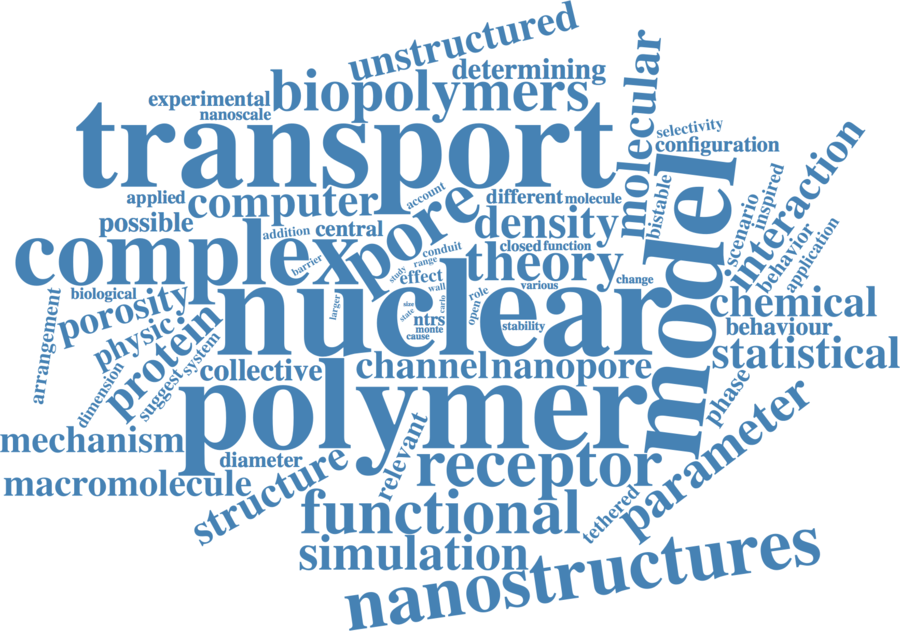 unstructured
determining
biopolymers
experimental
nanoscale
transport
molecular
selectivity
configuration
applied
computer
account
different
molecule
possible
addition
central
pore
density
bistable
model
scenario
inspired
interaction
complex
barrier
study
range
conduit
closed
function
theory
behavior
application
biological
effect
wall
various
change
arrangement
porosity
larger
nuclear
size
state
carlo
open
role
chemical
physic
ntrs
monte
cause
stability
behaviour
protein
system
suggest
dimension
collective
channel
nanopore
statistical
polymer
phase
parameter
mechanism
diameter
structure
relevant
receptor
macromolecule
functional
tethered
simulation
nanostructures